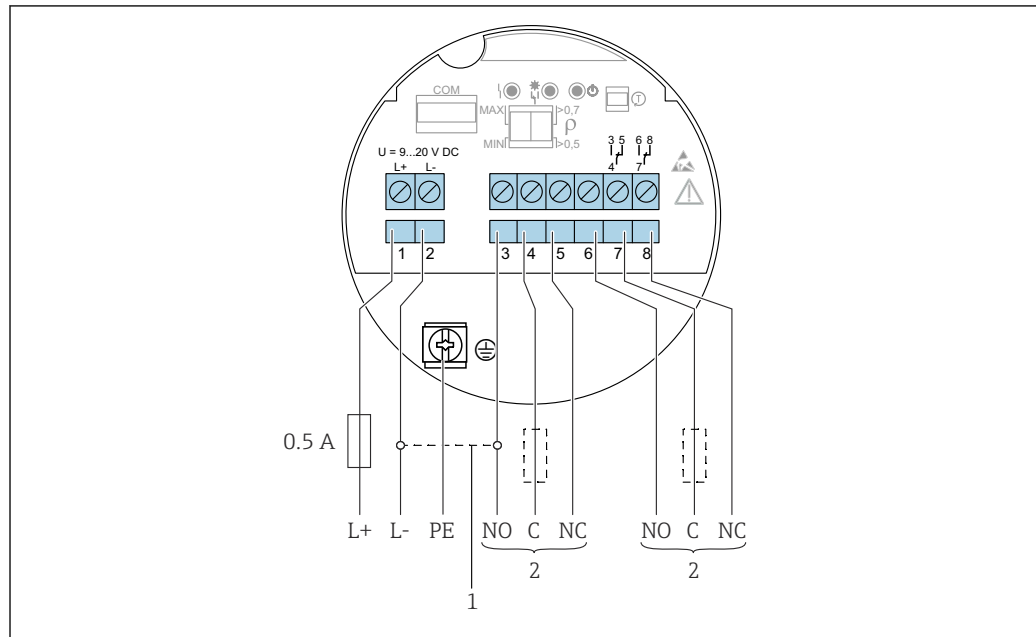 COM
MAX >0,7
ρ
MIN >0,5
T
U = 9...20 V DC
L+ L-
3 5 6 8
4 7
1 2 3 4 5 6 7 8
0.5 A
L+ L- PE NO C NC NO C NC
2 2
1